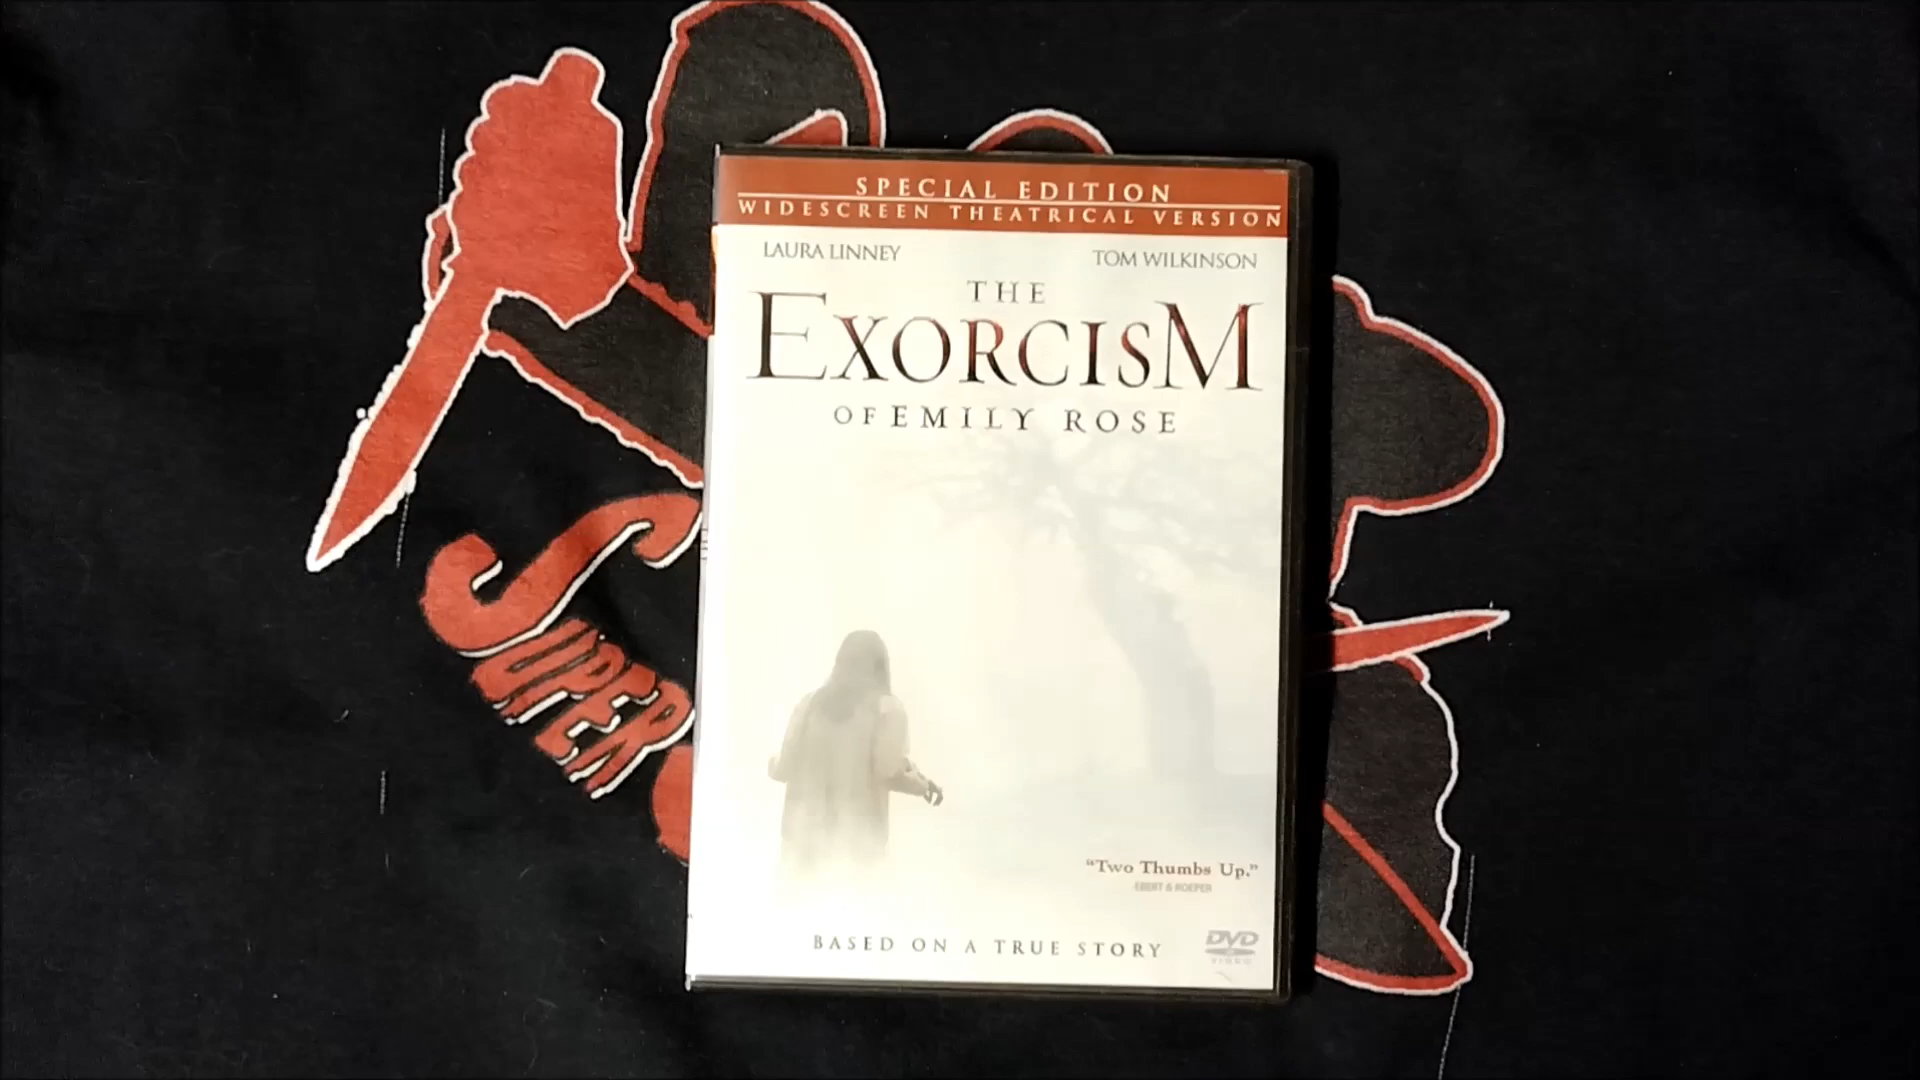 SPECIAL EDITION
WIDESCREEN THEATRICAL VERSION
LAURA LINNEY TOM WILKINSON
THE
EXORCISM
OF EMILY ROSE
SUPER
"Two Thumbs Up."
EBERT & ROEPER
BASED ON A TRUE STORY
DVD
VIDEO